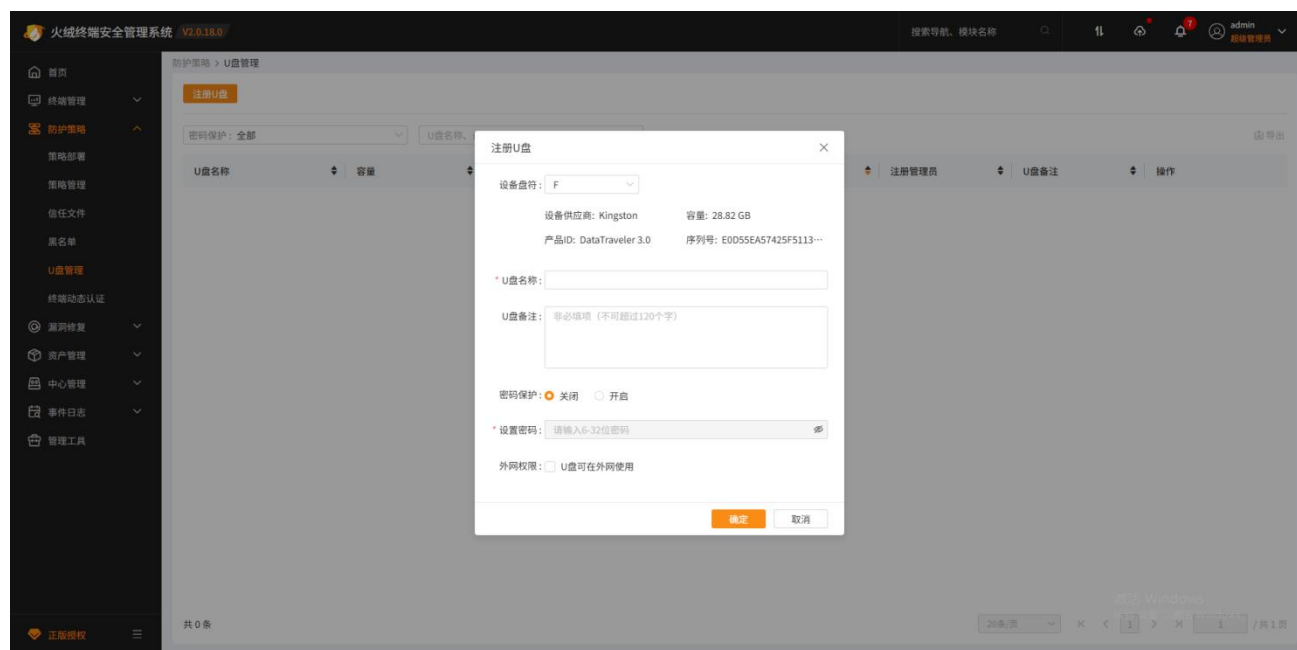 火绒终端安全管理系统 V2.0.18.0
搜索导航、模块名称
7
admin
超级管理员
首页
终端管理
防护策略
策略部署
策略管理
信任文件
黑名单
U盘管理
终端动态认证
漏洞修复
资产管理
中心管理
事件日志
管理工具
正版授权
防护策略 > U盘管理
注册U盘
密码保护: 全部
U盘名称、
导出
U盘名称 容量 注册管理员 U盘备注 操作
注册U盘
设备盘符: F
设备供应商: Kingston 容量: 28.82 GB
产品ID: DataTraveler 3.0 序列号: E0D55EA57425F5113···
* U盘名称:
U盘备注: 非必填项（不可超过120个字）
密码保护: 关闭 开启
* 设置密码: 请输入6-32位密码
外网权限: U盘可在外网使用
确定 取消
激活 Windows
共 0 条 20条/页 1 1 / 共 1 页